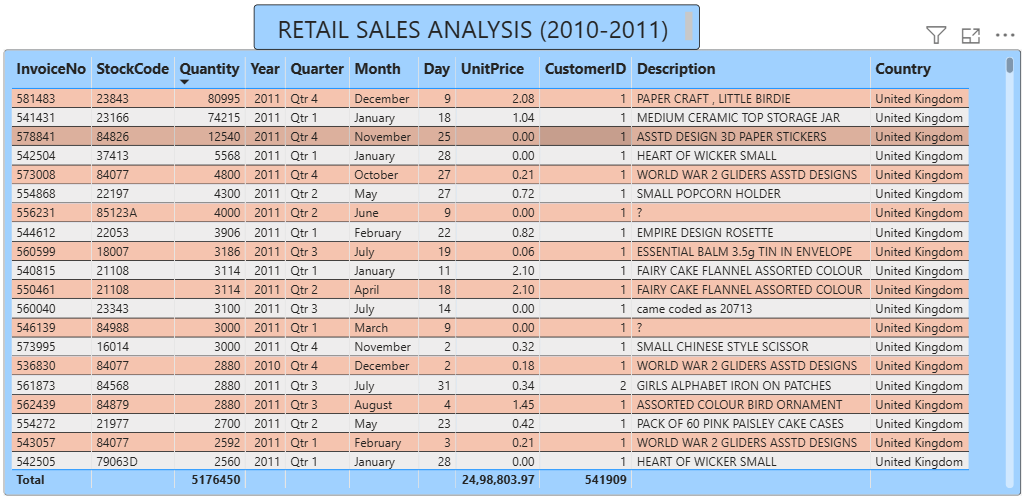 RETAIL SALES ANALYSIS (2010-2011)
InvoiceNo StockCode Quantity Year Quarter Month Day UnitPrice CustomerID Description Country
581483 23843 80995 2011 Qtr 4 December 9 2.08 1 PAPER CRAFT , LITTLE BIRDIE United Kingdom
541431 23166 74215 2011 Qtr 1 January 18 1.04 1 MEDIUM CERAMIC TOP STORAGE JAR United Kingdom
578841 84826 12540 2011 Qtr 4 November 25 0.00 1 ASSTD DESIGN 3D PAPER STICKERS United Kingdom
542504 37413 5568 2011 Qtr 1 January 28 0.00 1 HEART OF WICKER SMALL United Kingdom
573008 84077 4800 2011 Qtr 4 October 27 0.21 1 WORLD WAR 2 GLIDERS ASSTD DESIGNS United Kingdom
554868 22197 4300 2011 Qtr 2 May 27 0.72 1 SMALL POPCORN HOLDER United Kingdom
556231 85123A 4000 2011 Qtr 2 June 9 0.00 1 ? United Kingdom
544612 22053 3906 2011 Qtr 1 February 22 0.82 1 EMPIRE DESIGN ROSETTE United Kingdom
560599 18007 3186 2011 Qtr 3 July 19 0.06 1 ESSENTIAL BALM 3.5g TIN IN ENVELOPE United Kingdom
540815 21108 3114 2011 Qtr 1 January 11 2.10 1 FAIRY CAKE FLANNEL ASSORTED COLOUR United Kingdom
550461 21108 3114 2011 Qtr 2 April 18 2.10 1 FAIRY CAKE FLANNEL ASSORTED COLOUR United Kingdom
560040 23343 3100 2011 Qtr 3 July 14 0.00 1 came coded as 20713 United Kingdom
546139 84988 3000 2011 Qtr 1 March 9 0.00 1 ? United Kingdom
573995 16014 3000 2011 Qtr 4 November 2 0.32 1 SMALL CHINESE STYLE SCISSOR United Kingdom
536830 84077 2880 2010 Qtr 4 December 2 0.18 1 WORLD WAR 2 GLIDERS ASSTD DESIGNS United Kingdom
561873 84568 2880 2011 Qtr 3 July 31 0.34 2 GIRLS ALPHABET IRON ON PATCHES United Kingdom
562439 84879 2880 2011 Qtr 3 August 4 1.45 1 ASSORTED COLOUR BIRD ORNAMENT United Kingdom
554272 21977 2700 2011 Qtr 2 May 23 0.42 1 PACK OF 60 PINK PAISLEY CAKE CASES United Kingdom
543057 84077 2592 2011 Qtr 1 February 3 0.21 1 WORLD WAR 2 GLIDERS ASSTD DESIGNS United Kingdom
542505 79063D 2560 2011 Qtr 1 January 28 0.00 1 HEART OF WICKER SMALL United Kingdom
Total 5176450 24,98,803.97 541909